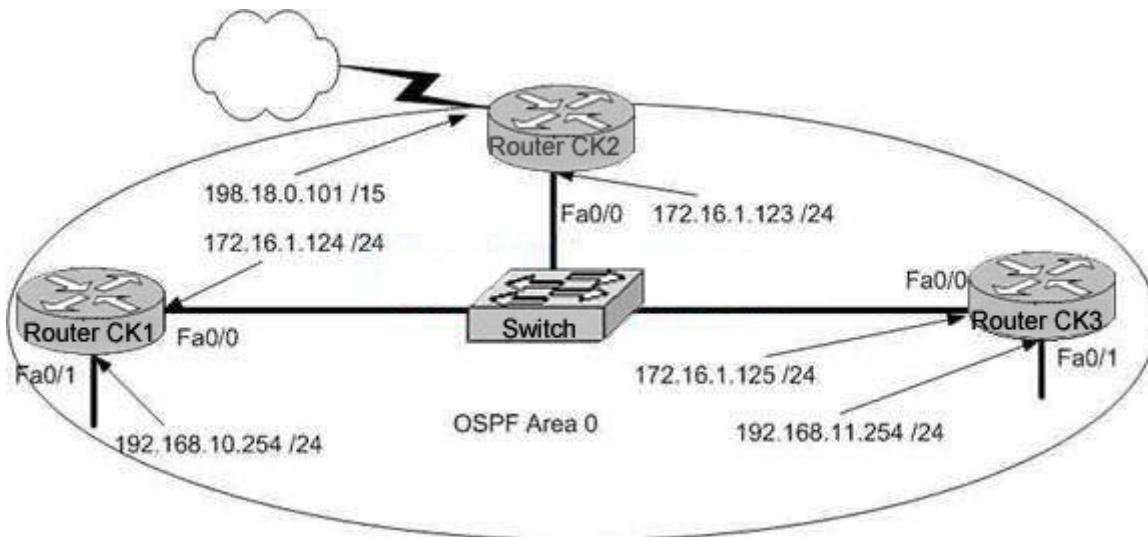 Router CK2
198.18.0.101 /15
Fa0/0
172.16.1.123 /24
172.16.1.124 /24
Fa0/0
Router CK1
Fa0/0
Switch
Router CK3
Fa0/1
172.16.1.125 /24
Fa0/1
192.168.10.254 /24
OSPF Area 0
192.168.11.254 /24